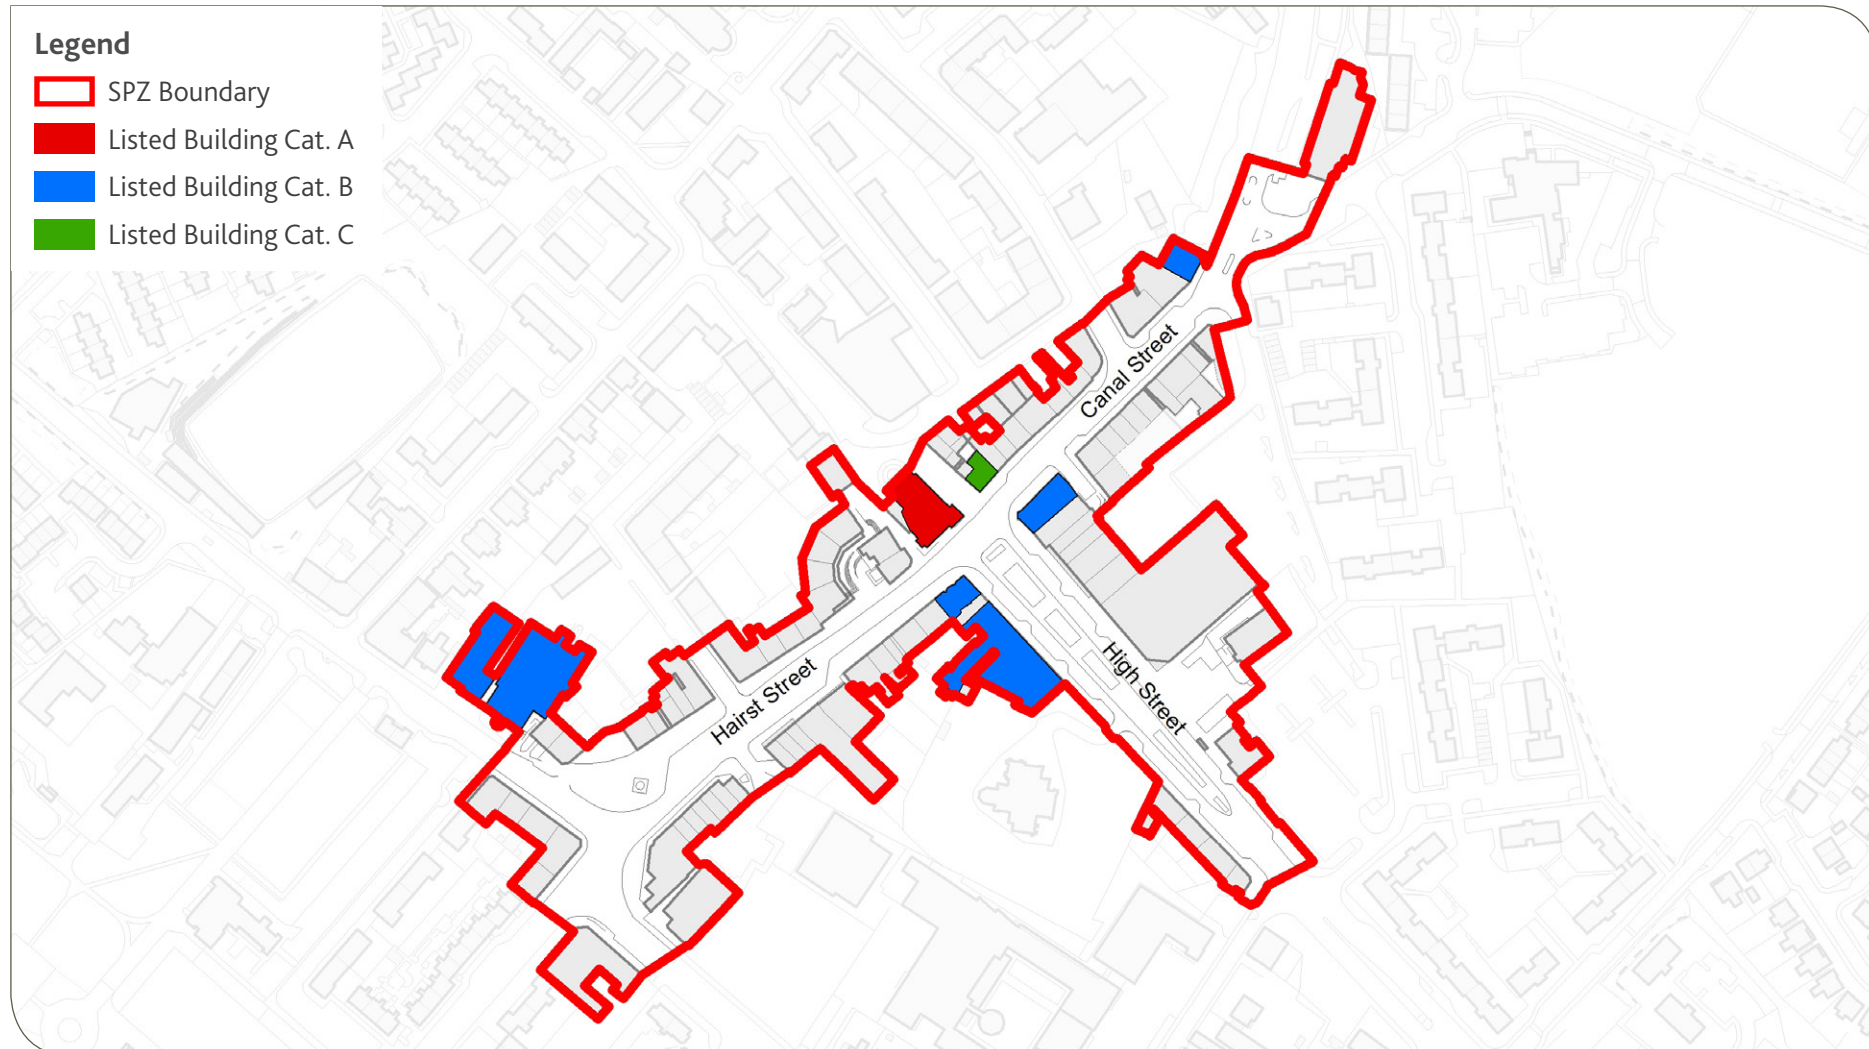 Legend
SPZ Boundary
Listed Building Cat. A
Listed Building Cat. B
Listed Building Cat. C
Canal Street
Hairst Street
High Street